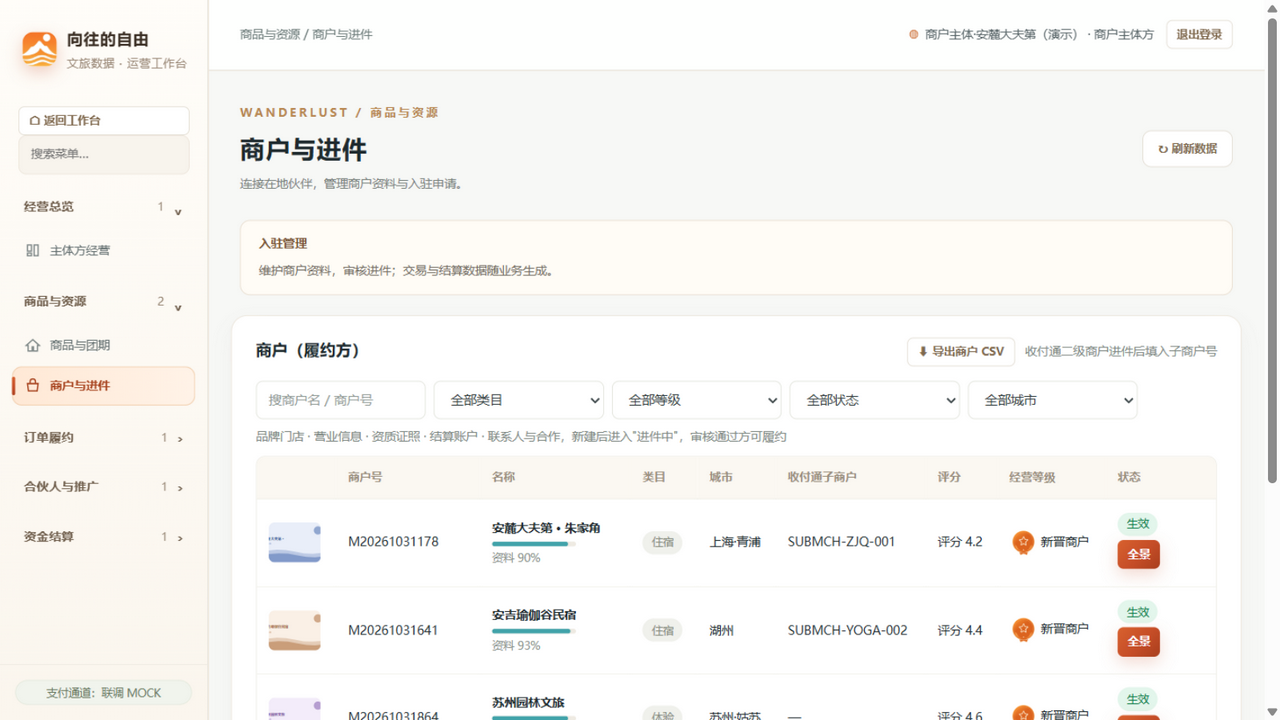 向往的自由
文旅数据 · 运营工作台
返回工作台
搜索菜单...
经营总览 1
主体方经营
商品与资源 2
商品与团期
商户与进件
订单履约 1
合伙人与推广 1
资金结算 1
支付通道：联调 MOCK
商品与资源 / 商户与进件
商户主体·安麓大夫第（演示） · 商户主体方
退出登录
WANDERLUST / 商品与资源
商户与进件
连接在地伙伴，管理商户资料与入驻申请。
↻ 刷新数据
入驻管理
维护商户资料，审核进件；交易与结算数据随业务生成。
商户（履约方）
⬇ 导出商户 CSV
收付通二级商户进件后填入子商户号
搜商户名 / 商户号
全部类目
全部等级
全部状态
全部城市
品牌门店 · 营业信息 · 资质证照 · 结算账户 · 联系人与合作，新建后进入"进件中"，审核通过方可履约
商户号 名称 类目 城市 收付通子商户 评分 经营等级 状态
M20261031178 安麓大夫第 • 朱家角 住宿 上海·青浦 SUBMCH-ZJQ-001 评分 4.2 新晋商户 生效
资料 90%
全景
M20261031641 安吉瑜伽谷民宿 住宿 湖州 SUBMCH-YOGA-002 评分 4.4 新晋商户 生效
资料 93%
全景
M20261031864 苏州园林文旅 体验 苏州·姑苏 — 评分 4.6 新晋商户 生效